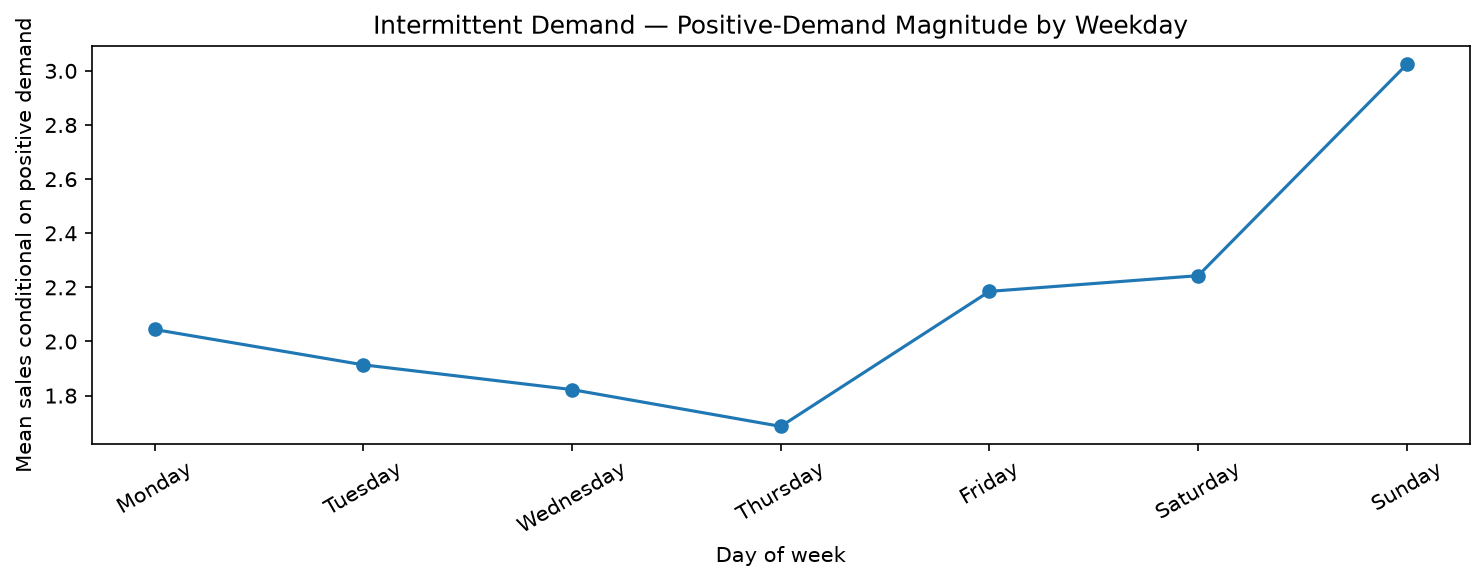 Intermittent Demand — Positive-Demand Magnitude by Weekday
Mean sales conditional on positive demand
3.0
2.8
2.6
2.4
2.2
2.0
1.8
Monday
Tuesday
Wednesday
Thursday
Friday
Saturday
Sunday
Day of week